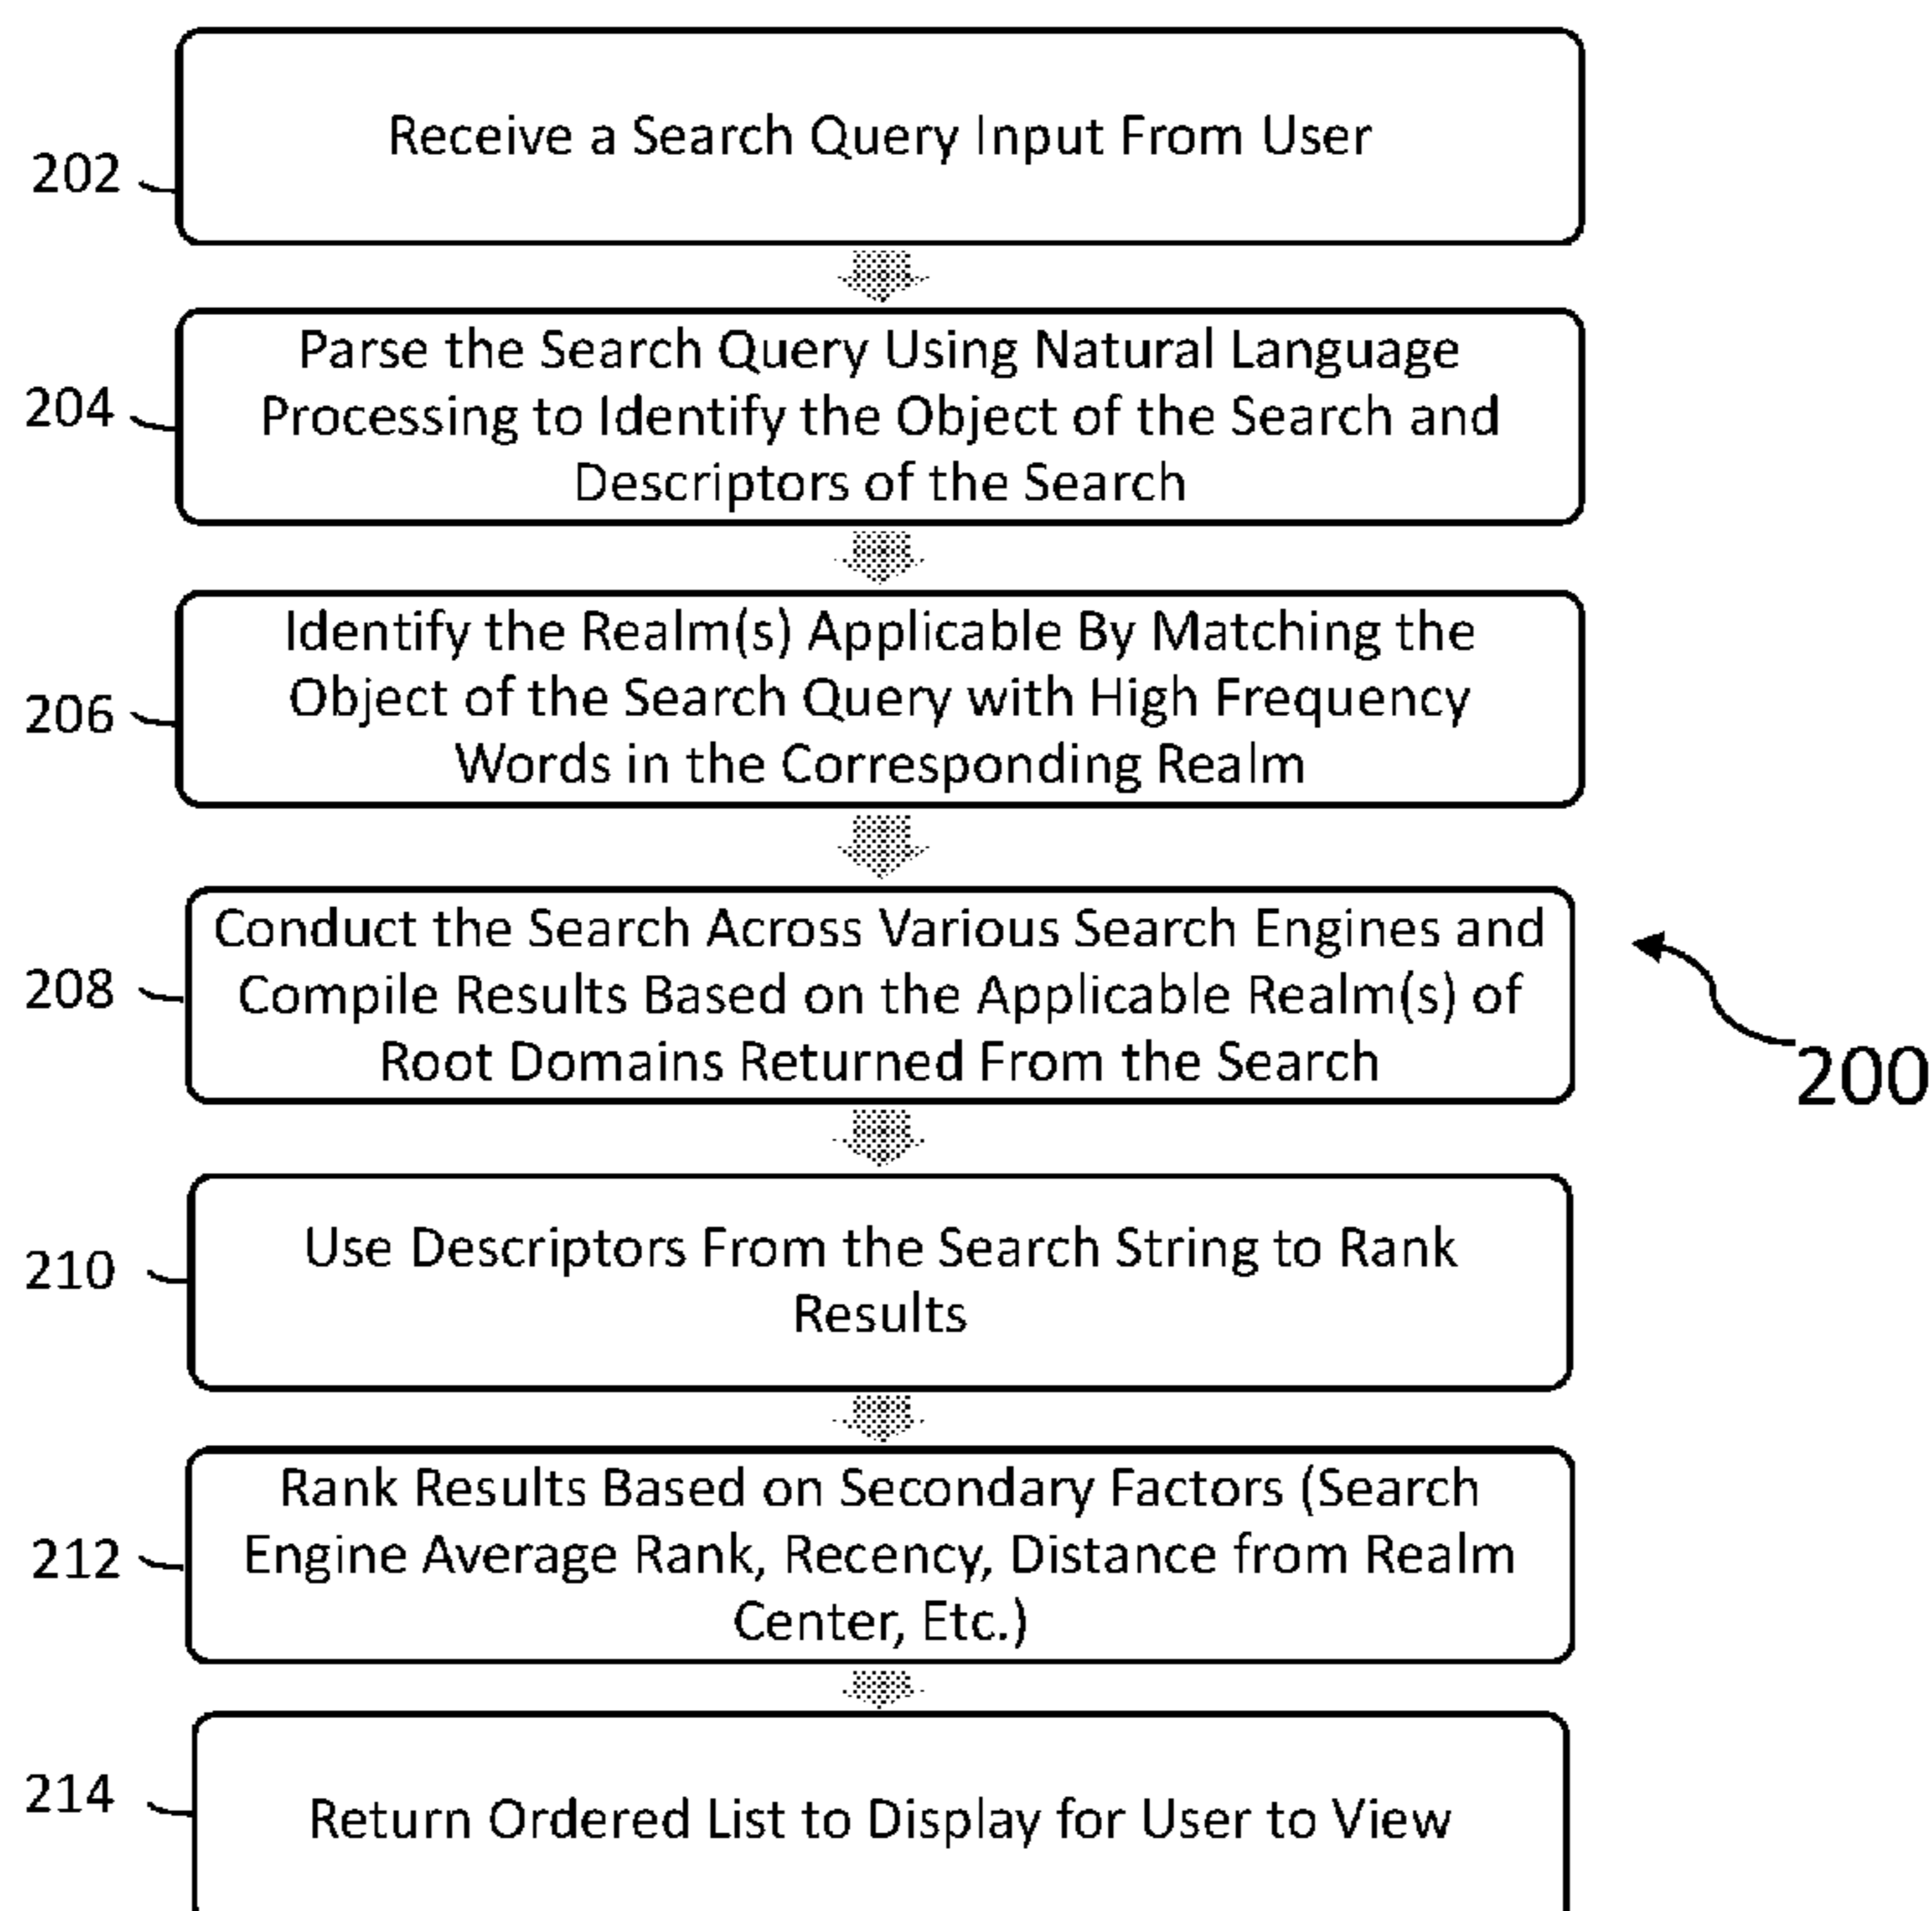 Receive a Search Query Input From User
202
Parse the Search Query Using Natural Language
Processing to Identify the Object of the Search and
Descriptors of the Search
204
Identify the Realm(s) Applicable By Matching the
Object of the Search Query with High Frequency
Words in the Corresponding Realm
206
Conduct the Search Across Various Search Engines and
Compile Results Based on the Applicable Realm(s) of
Root Domains Returned From the Search
208
200
Use Descriptors From the Search String to Rank
Results
210
Rank Results Based on Secondary Factors (Search
Engine Average Rank, Recency, Distance from Realm
Center, Etc.)
212
Return Ordered List to Display for User to View
214